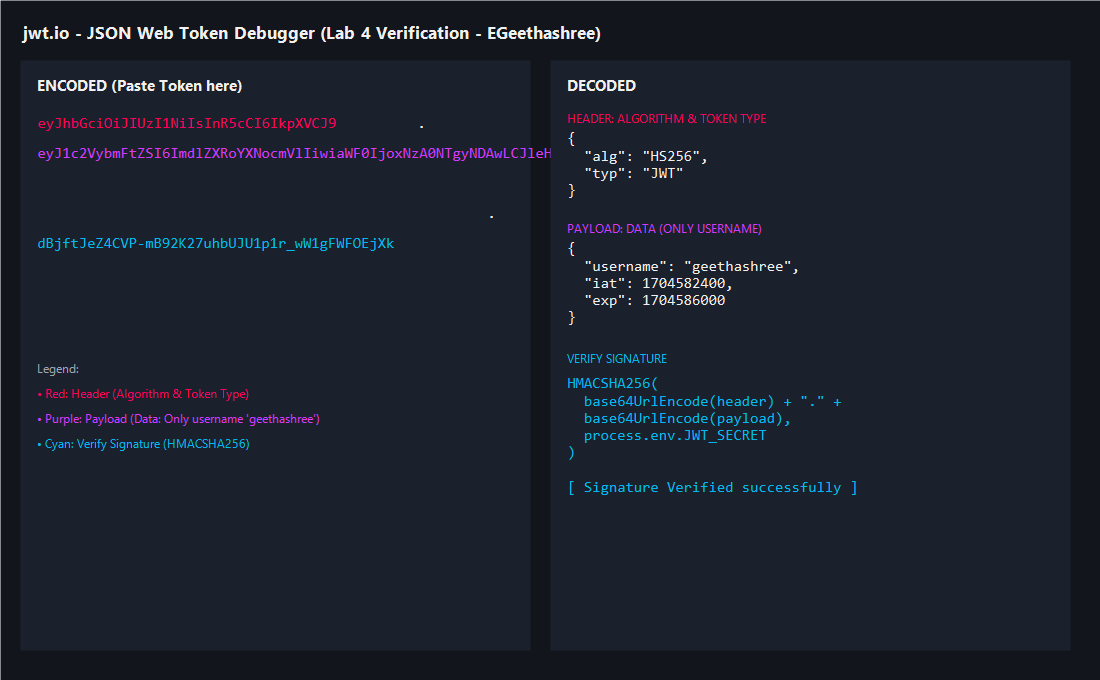 jwt.io - JSON Web Token Debugger (Lab 4 Verification - EGeethashree)
ENCODED (Paste Token here)
eyJhbGciOiJIUzI1NiIsInR5cCI6IkpXVCJ9 .
eyJ1c2VybmFtZSI6ImdlZXRoYXNocmVlIiwiaWF0IjoxNzA0NTgyNDAwLCJleH
.
dBjftJeZ4CVP-mB92K27uhbUJU1p1r_wW1gFWFOEjXk
Legend:
• Red: Header (Algorithm & Token Type)
• Purple: Payload (Data: Only username 'geethashree')
• Cyan: Verify Signature (HMACSHA256)
DECODED
HEADER: ALGORITHM & TOKEN TYPE
{
"alg": "HS256",
"typ": "JWT"
}
PAYLOAD: DATA (ONLY USERNAME)
{
"username": "geethashree",
"iat": 1704582400,
"exp": 1704586000
}
VERIFY SIGNATURE
HMACSHA256(
base64UrlEncode(header) + "." +
base64UrlEncode(payload),
process.env.JWT_SECRET
)
[ Signature Verified successfully ]